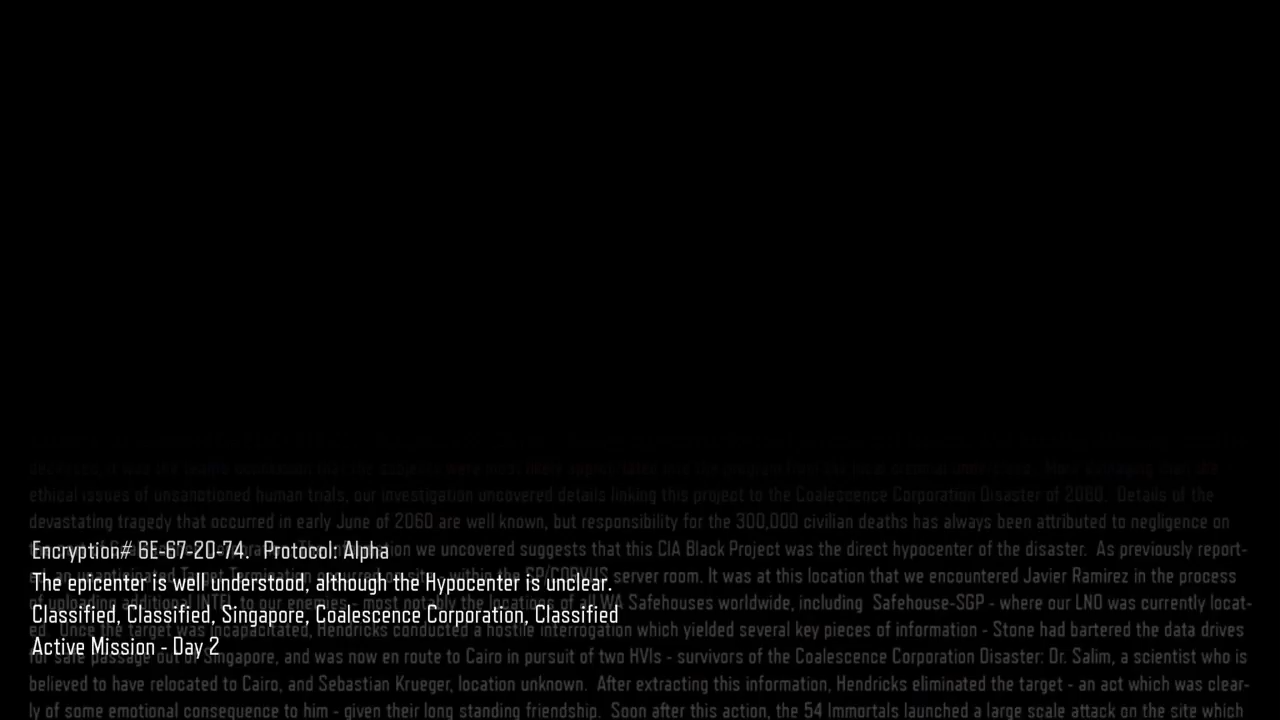 ethical issues of unsanctioned human trials, our investigation uncovered details linking this project to the Coalescence Corporation Disaster of 2060. Details of the
devastating tragedy that occurred in early June of 2060 are well known, but responsibility for the 300,000 civilian deaths has always been attributed to negligence on
Encryption# 6E-67-20-74. Protocol: Alpha
we uncovered suggests that this CIA Black Project was the direct hypocenter of the disaster. As previously report-
The epicenter is well understood, although the Hypocenter is unclear.
server room. It was at this location that we encountered Javier Ramirez in the process
of uploading additional INTEL to our enemies - most notably the locations of all WA Safehouses worldwide, including Safehouse-SGP - where our LNO was currently locat-
Classified, Classified, Singapore, Coalescence Corporation, Classified
ed. Once the target was incapacitated, Hendricks conducted a hostile interrogation which yielded several key pieces of information - Stone had bartered the data drives
Active Mission - Day 2
for safe passage out of Singapore, and was now en route to Cairo in pursuit of two HVIs - survivors of the Coalescence Corporation Disaster: Dr. Salim, a scientist who is
believed to have relocated to Cairo, and Sebastian Krueger, location unknown. After extracting this information, Hendricks eliminated the target - an act which was clear-
ly of some emotional consequence to him - given their long standing friendship. Soon after this action, the 54 Immortals launched a large scale attack on the site which